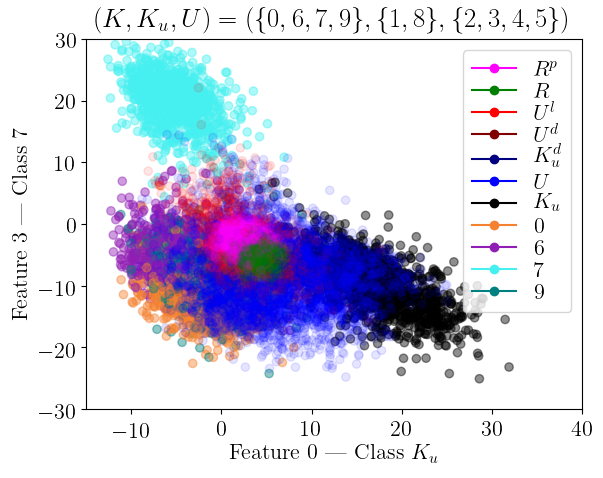 (K, K_u, U) = ({0, 6, 7, 9}, {1, 8}, {2, 3, 4, 5})
30
20
10
0
−10
−20
−30
Feature 3 — Class 7
R^p
R
U^l
U^d
K_u^d
U
K_u
0
6
7
9
−10
0
10
20
30
40
Feature 0 — Class K_u